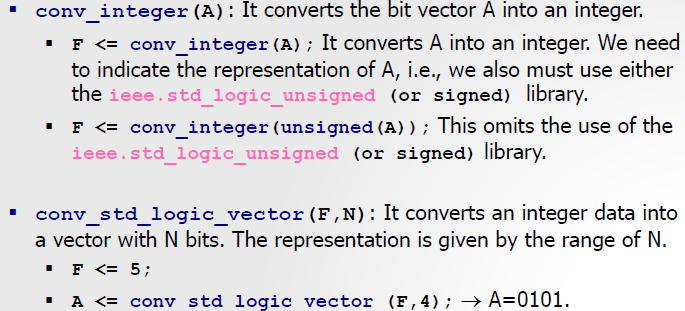 ▪ conv_integer(A): It converts the bit vector A into an integer.
▪ F <= conv_integer(A); It converts A into an integer. We need
to indicate the representation of A, i.e., we also must use either
the ieee.std_logic_unsigned (or signed) library.
▪ F <= conv_integer(unsigned(A)); This omits the use of the
ieee.std_logic_unsigned (or signed) library.
▪ conv_std_logic_vector(F,N): It converts an integer data into
a vector with N bits. The representation is given by the range of N.
▪ F <= 5;
▪ A <= conv std logic vector (F,4); → A=0101.